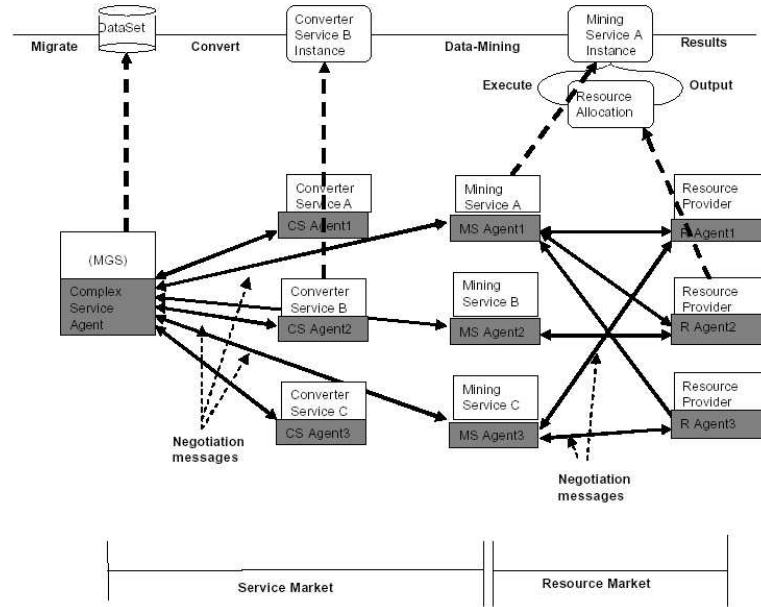 DataSet
Converter
Service B
Instance
Mining
Service A
Instance
Migrate
Convert
Data-Mining
Results
Execute
Output
Resource
Allocation
Converter
Service A
CS Agent1
Mining
Service A
MS Agent1
Resource
Provider
R Agent1
(MGS)
Complex
Service
Agent
Converter
Service B
CS Agent2
Mining
Service B
MS Agent2
Resource
Provider
R Agent2
Converter
Service C
CS Agent3
Mining
Service C
MS Agent3
Resource
Provider
R Agent3
Negotiation
messages
Negotiation
messages
Service Market
Resource Market